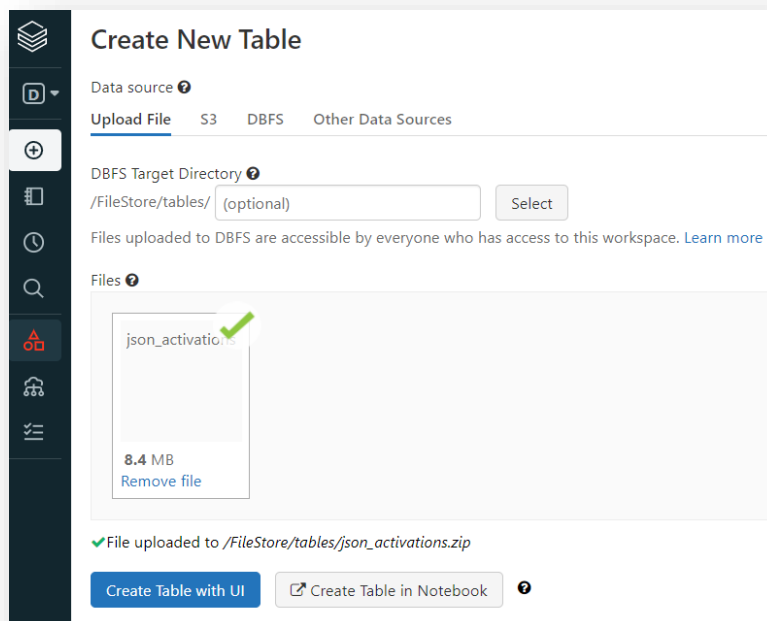 Create New Table
D
Data source
Upload File S3 DBFS Other Data Sources
DBFS Target Directory
/FileStore/tables/ (optional) Select
Files uploaded to DBFS are accessible by everyone who has access to this workspace. Learn more
Files
json_activations
8.4 MB
Remove file
File uploaded to /FileStore/tables/json_activations.zip
Create Table with UI Create Table in Notebook